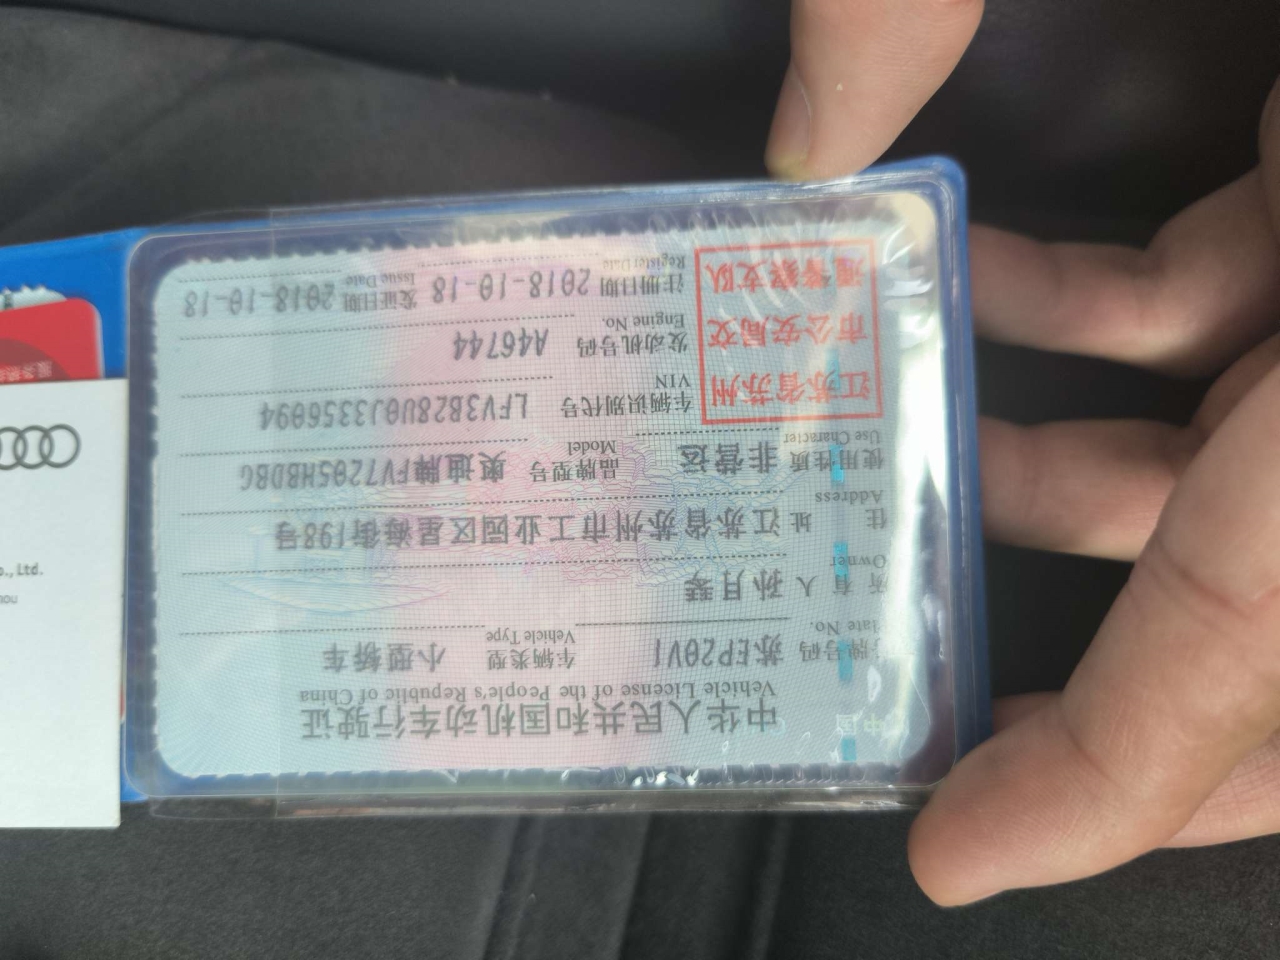 中华人民共和国机动车行驶证
Vehicle License of the People's Republic of China
号牌号码 苏EP20V1 车辆类型 小型轿车
Plate No. Vehicle Type
所有人 孙月琴
Owner
住址 江苏省苏州市工业园区星海街198号
Address
使用性质 非营运 品牌型号 奥迪牌FV7205HBDBG
Use Character Model
江苏省苏州
市公安局交
通警察支队
车辆识别代号 LFV3B28U0J3356094
VIN
发动机号码 A46744
Engine No.
注册日期 2018-10-18 发证日期 2018-10-18
Register Date Issue Date
中国
o., Ltd.
hou